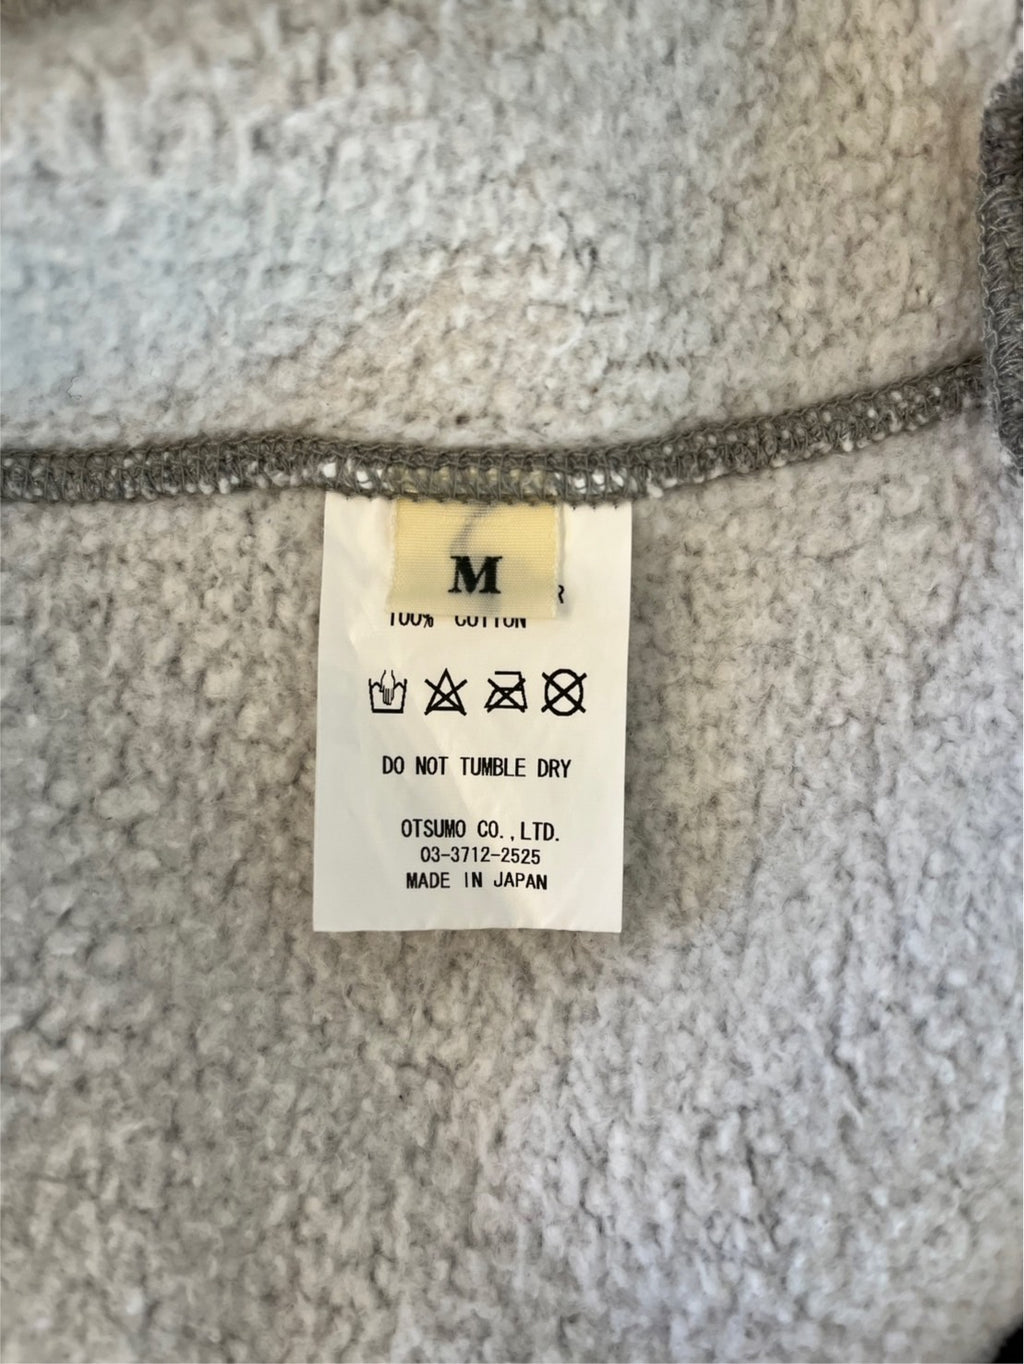 M
100% COTTON
DO NOT TUMBLE DRY
OTSUMO CO.,LTD.
03-3712-2525
MADE IN JAPAN